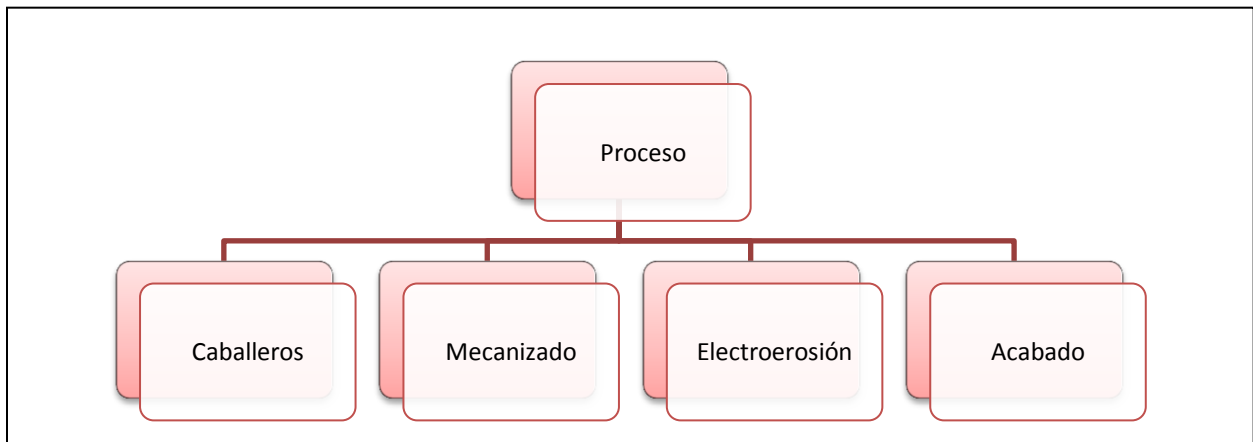 Proceso
Caballeros
Mecanizado
Electroerosión
Acabado